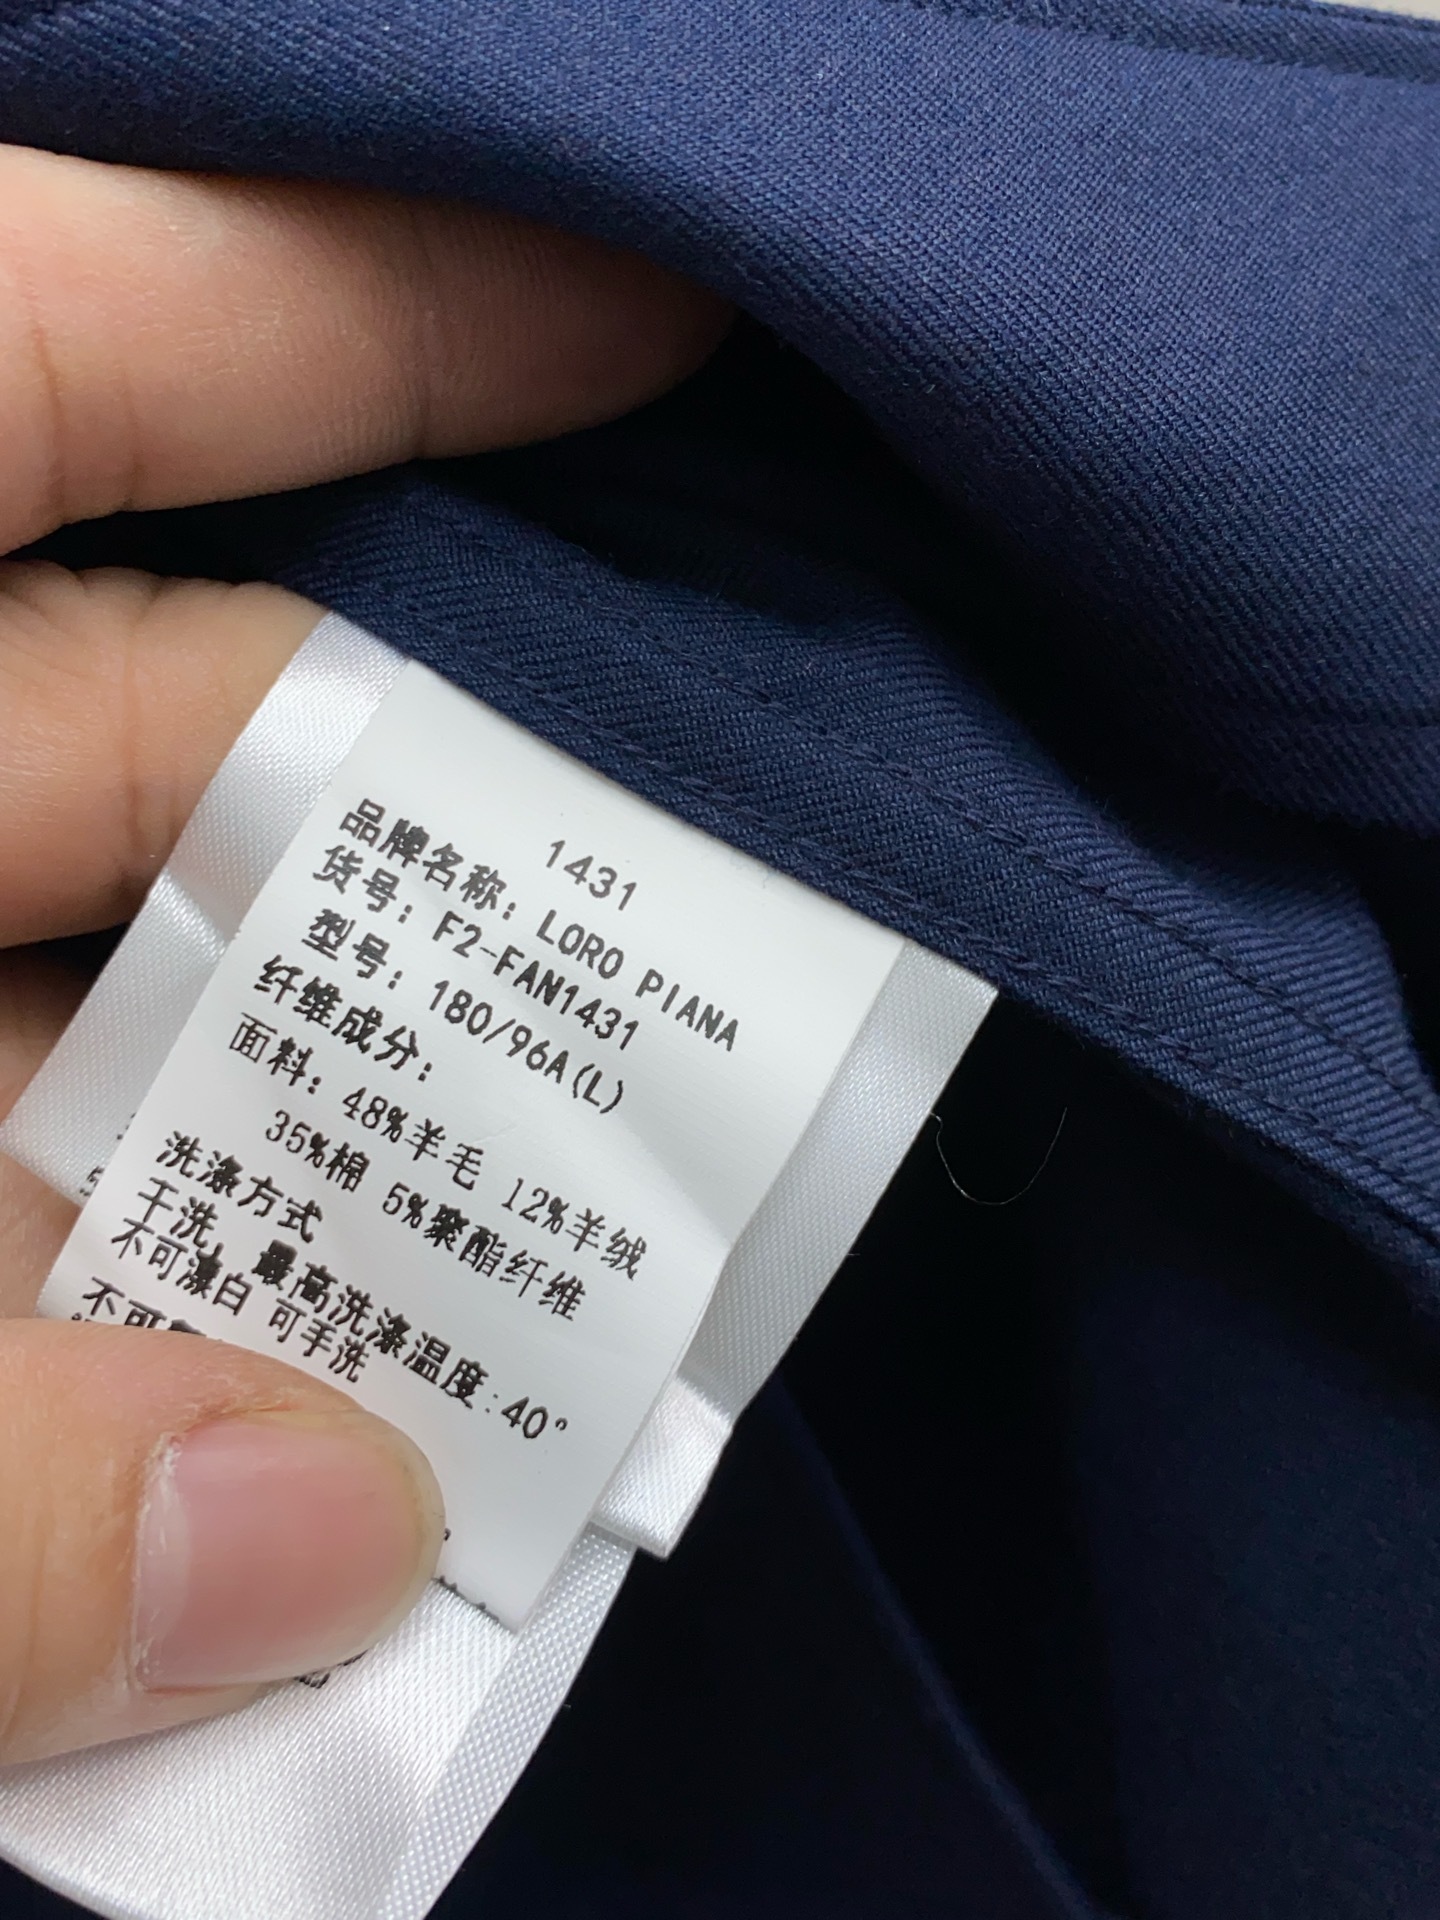 1431
品牌名称: LORO PIANA
货号: F2-FAN1431
型号: 180/96A(L)
纤维成分:
面料: 48%羊毛 12%羊绒
35%棉 5%聚酯纤维
洗涤方式
干洗, 最高洗涤温度:40°
不可漂白 可手洗
不可